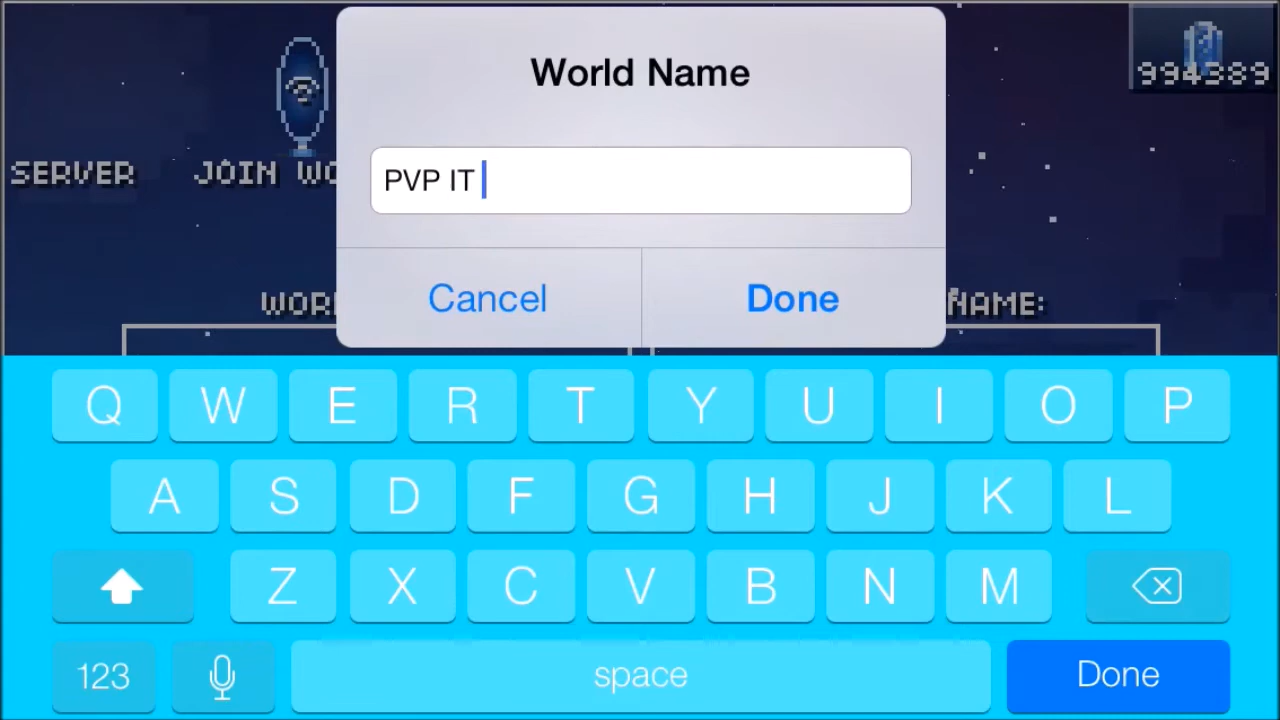 World Name
994389
PVP IT
SERVER
JOIN WO
Cancel
Done
WOR
NAME:
Q W E R T Y U I O P
A S D F G H J K L
Z X C V B N M
123
space
Done